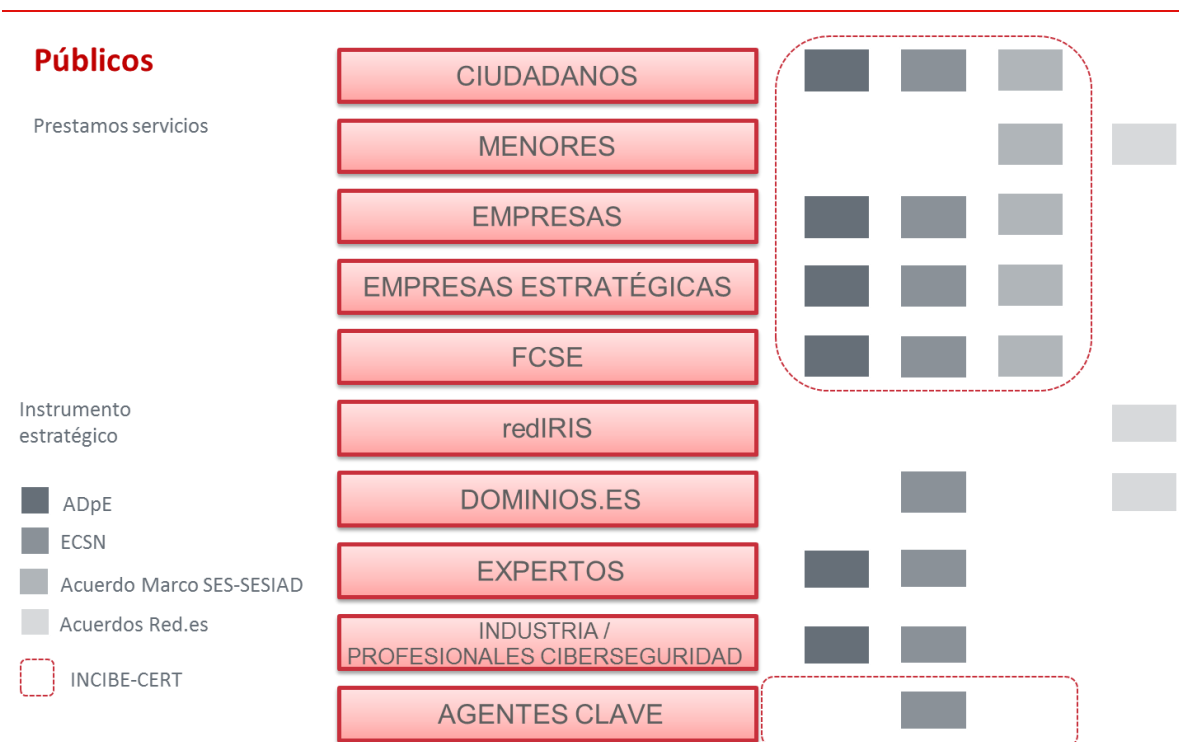 Públicos
Prestamos servicios
CIUDADANOS
MENORES
EMPRESAS
EMPRESAS ESTRATÉGICAS
FCSE
Instrumento
estratégico
redIRIS
DOMINIOS.ES
EXPERTOS
INDUSTRIA /
PROFESIONALES CIBERSEGURIDAD
AGENTES CLAVE
ADpE
ECSN
Acuerdo Marco SES-SESIAD
Acuerdos Red.es
INCIBE-CERT